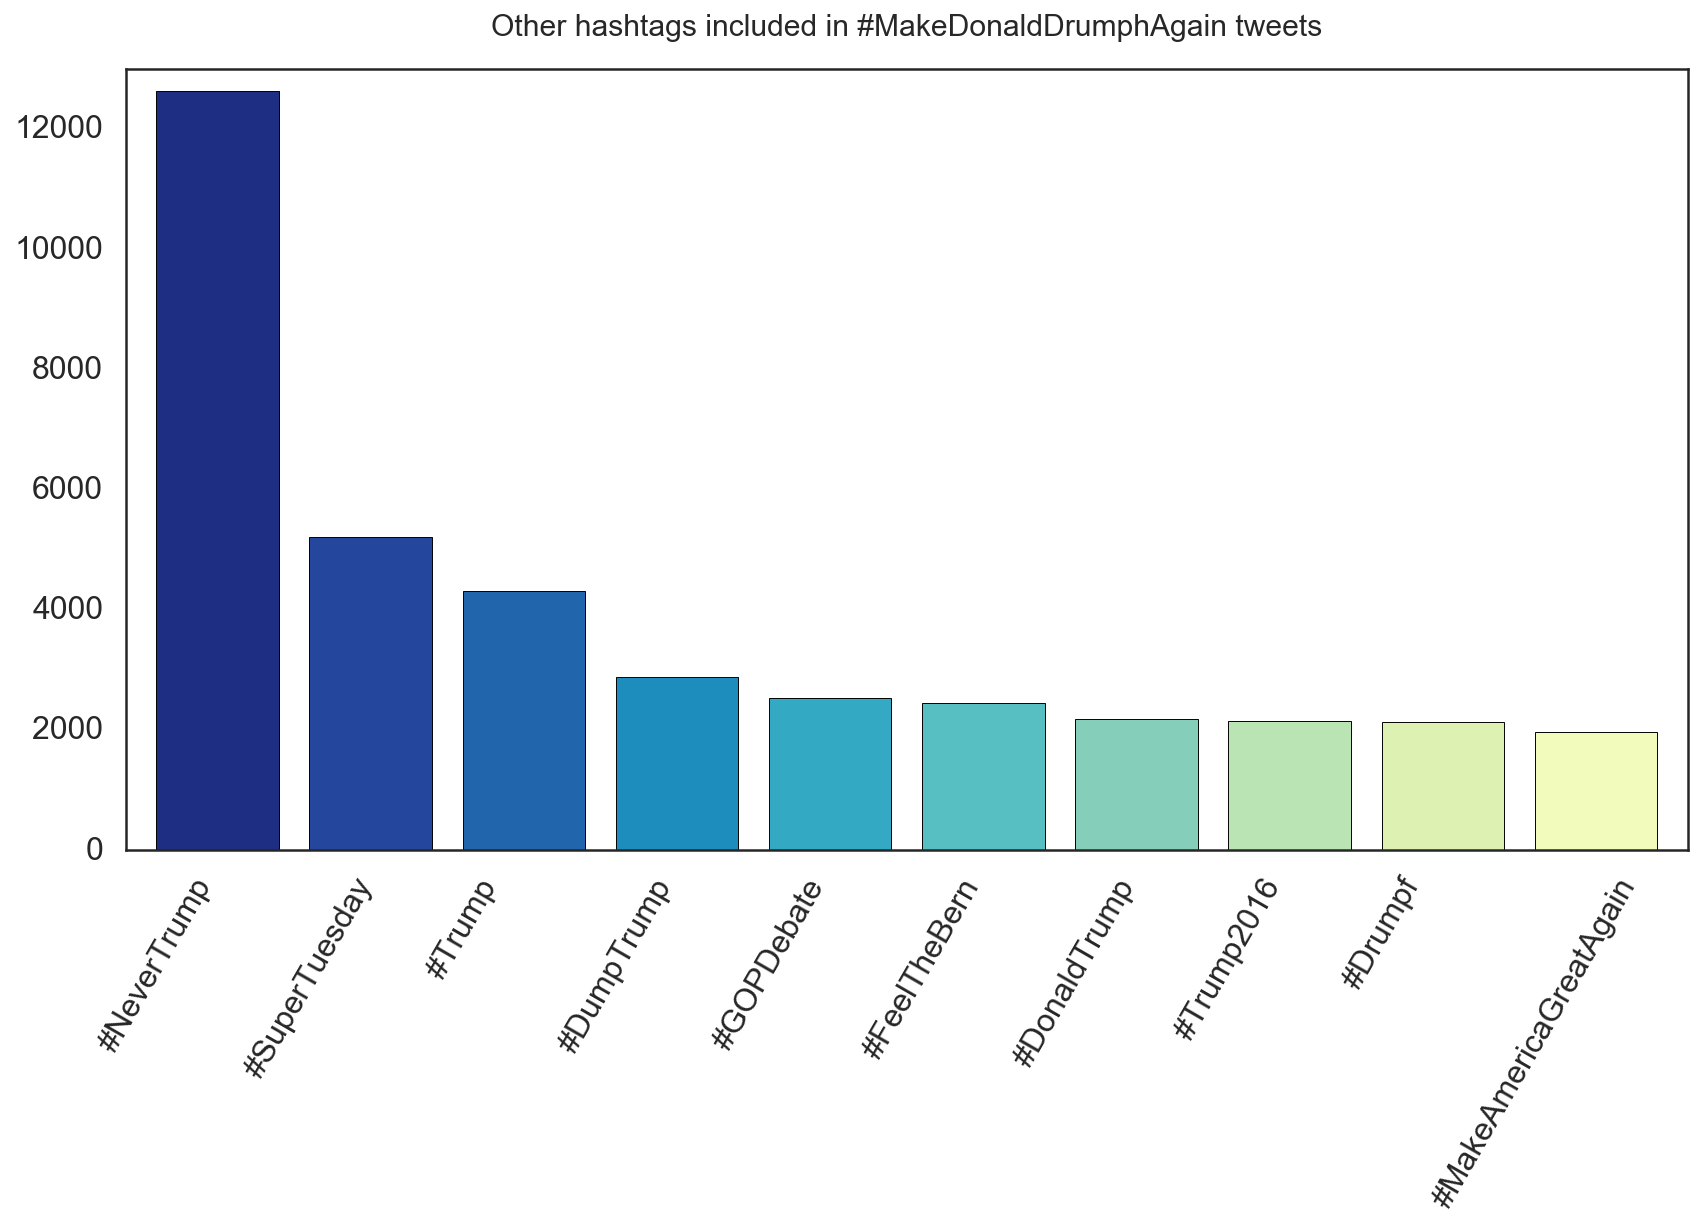 Other hashtags included in #MakeDonaldDrumphAgain tweets
12000
10000
8000
6000
4000
2000
0
#NeverTrump
#SuperTuesday
#Trump
#DumpTrump
#GOPDebate
#FeelTheBern
#DonaldTrump
#Trump2016
#Drumpf
#MakeAmericaGreatAgain